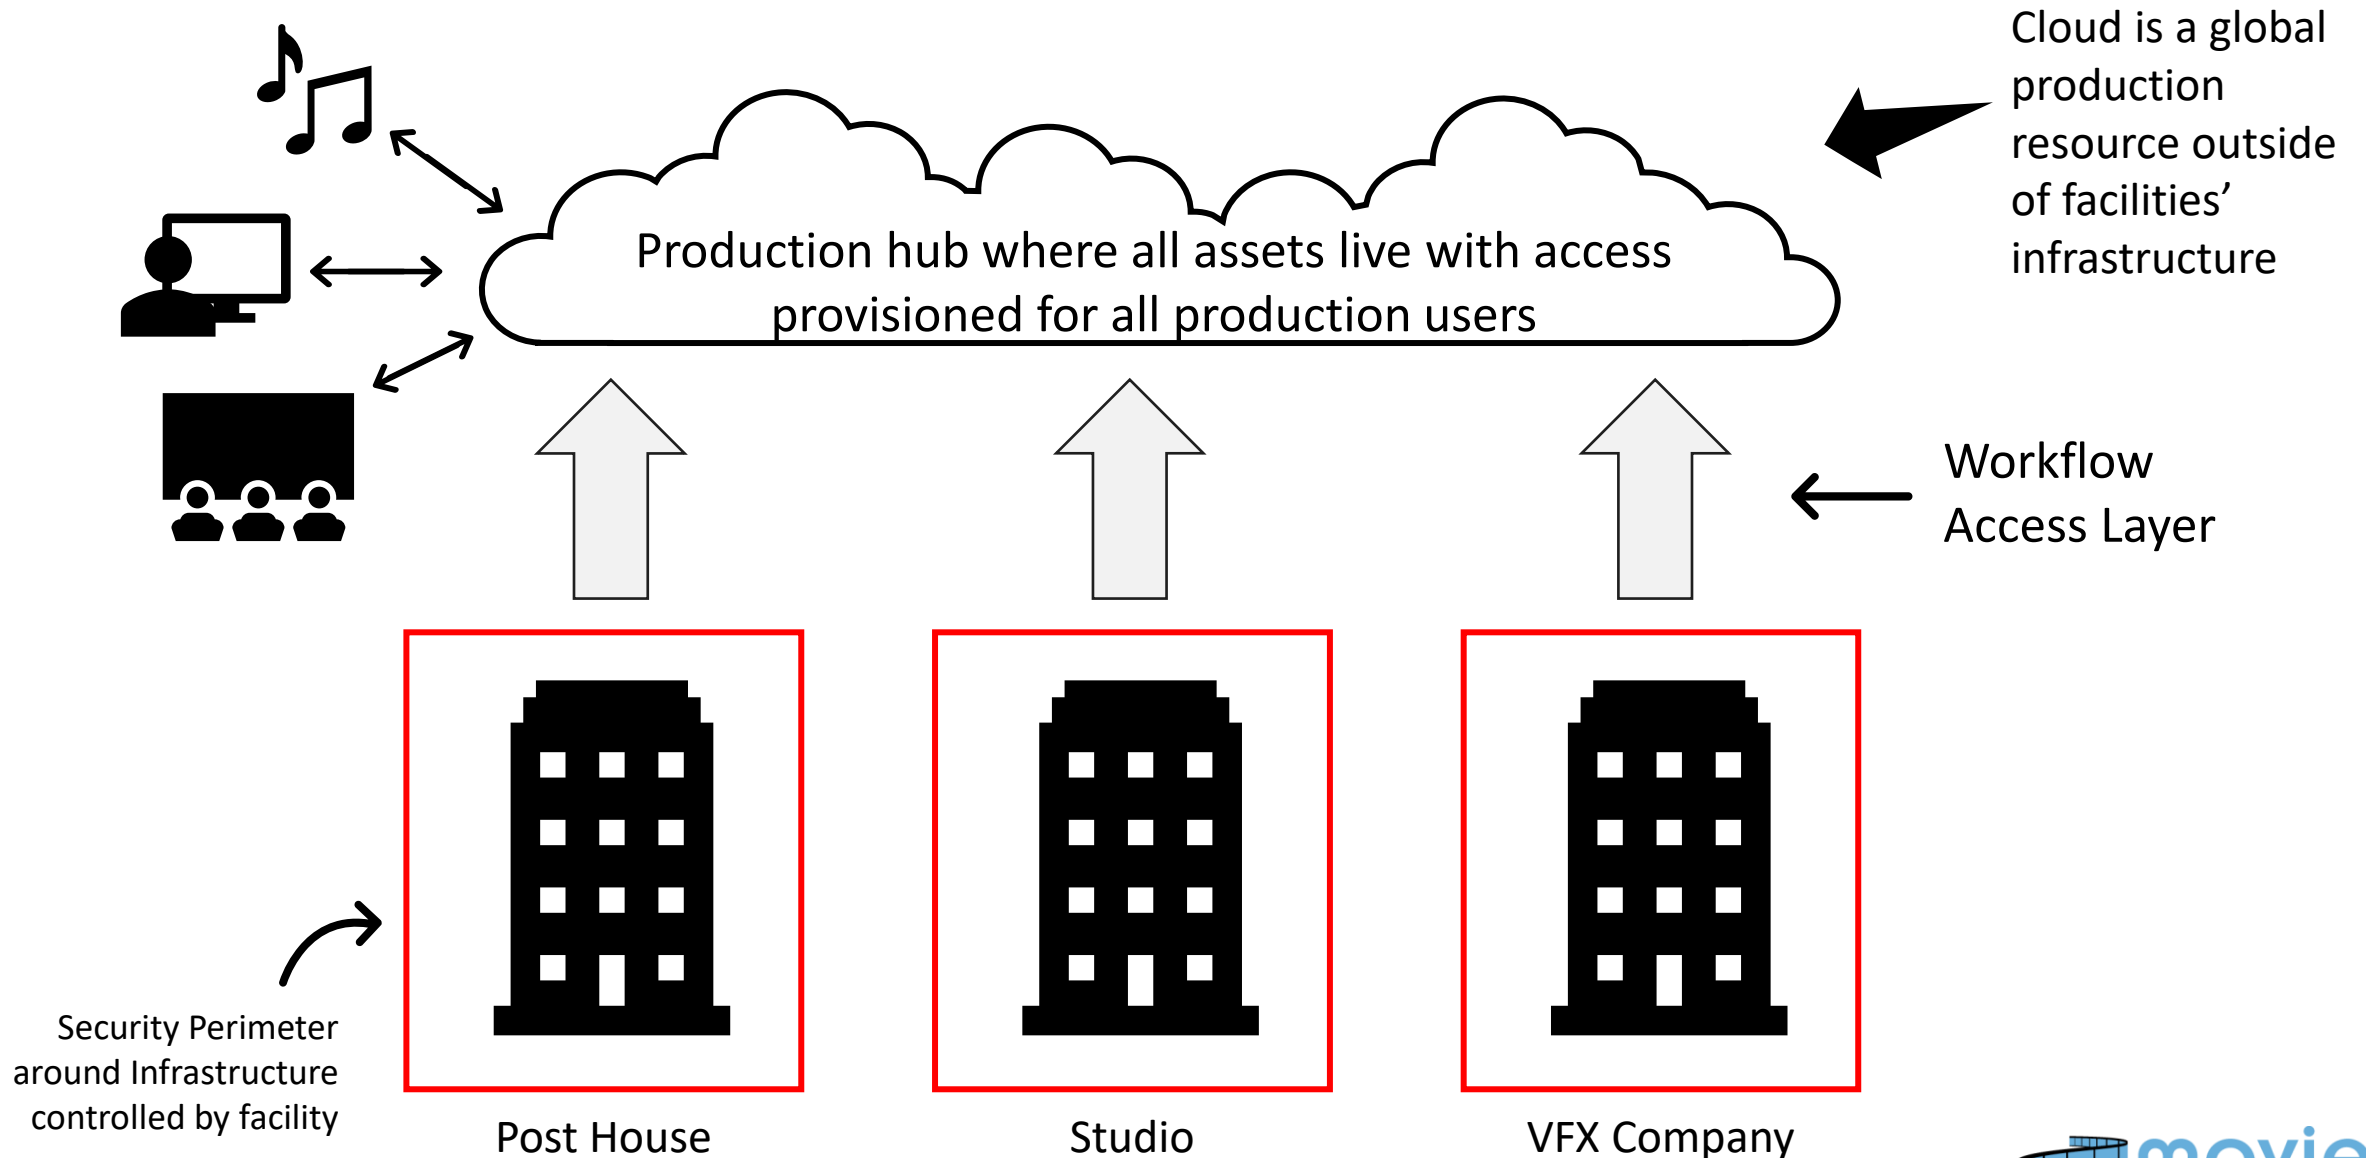 Cloud is a global
production
resource outside
of facilities’
infrastructure
Production hub where all assets live with access
provisioned for all production users
Workflow
Access Layer
Security Perimeter
around Infrastructure
controlled by facility
Post House
Studio
VFX Company
movie